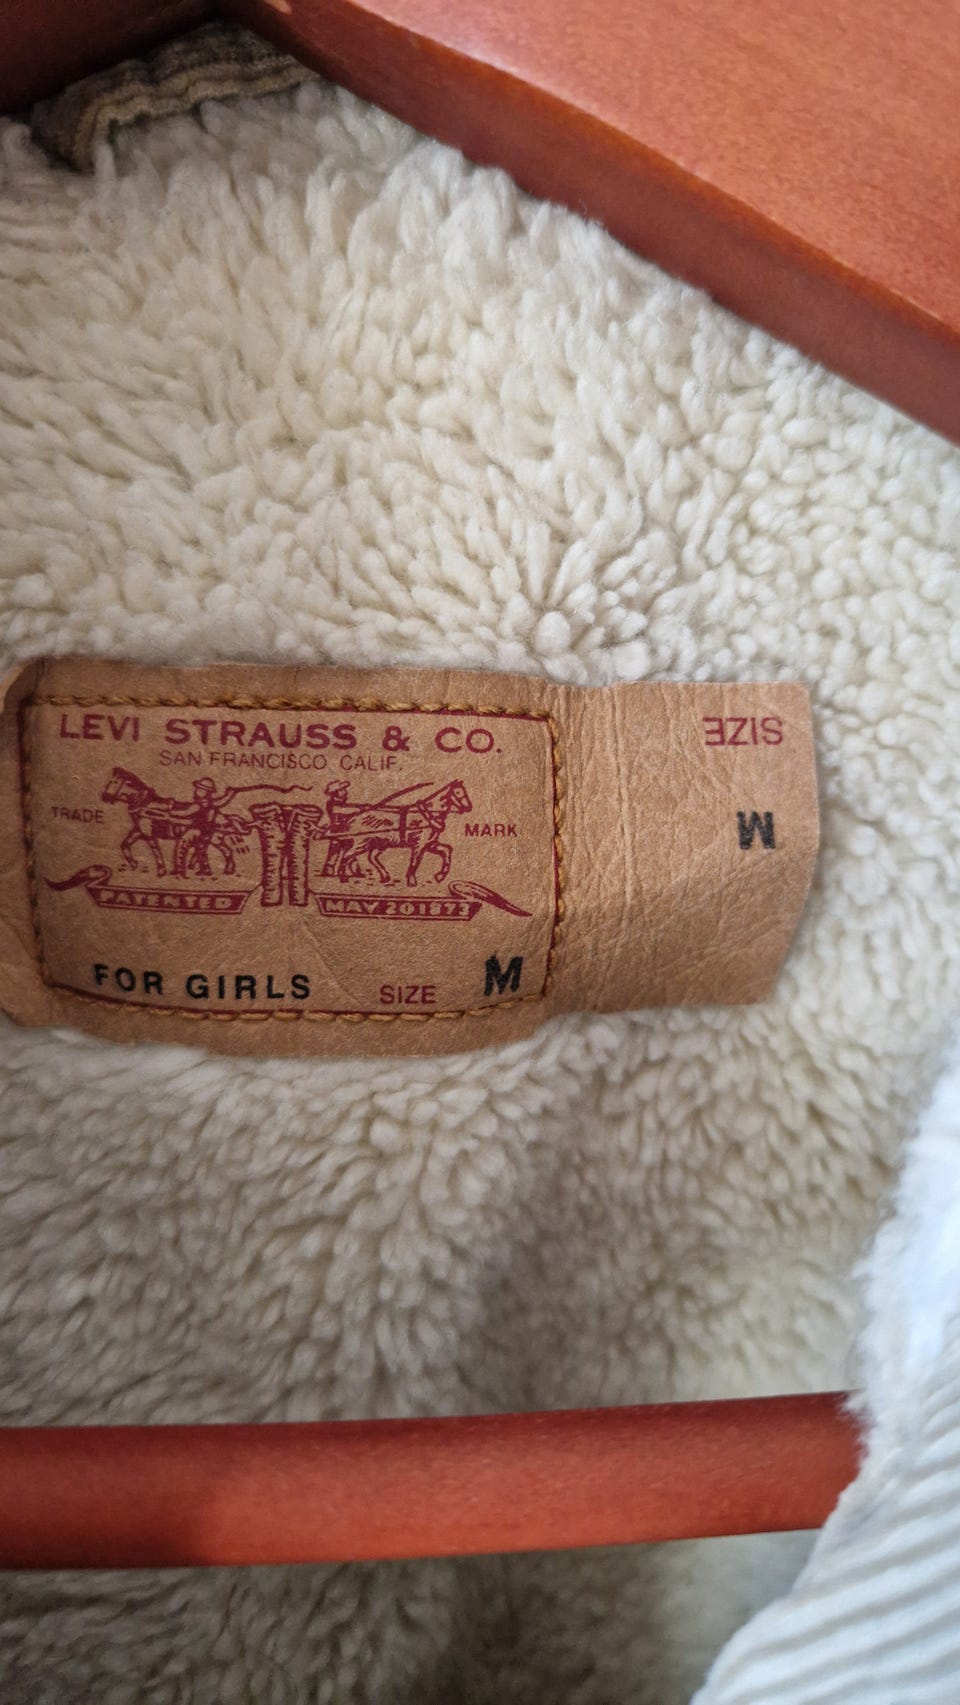 LEVI STRAUSS & CO.
SAN FRANCISCO, CALIF.
TRADE MARK
PATENTED MAY 20 1873
FOR GIRLS SIZE M
SIZE
M